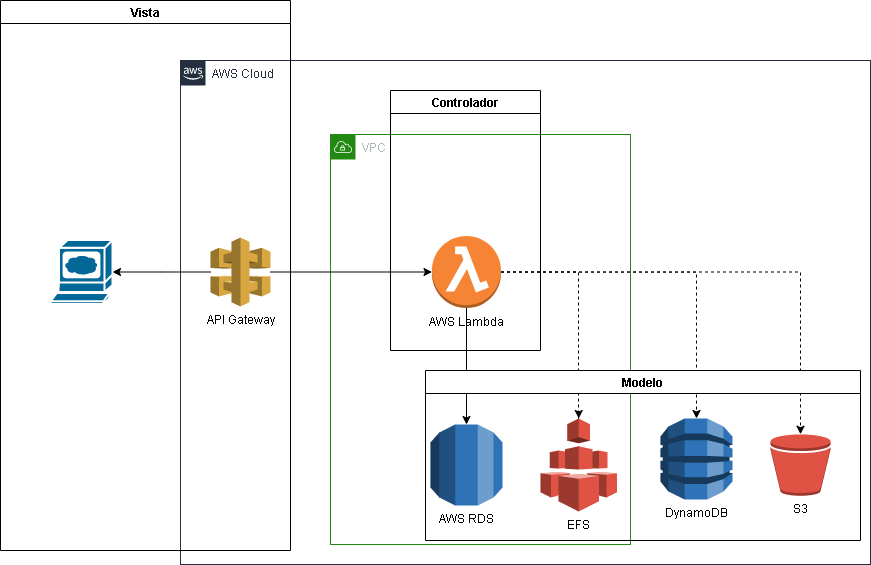 Vista
aws
AWS Cloud
Controlador
VPC
API Gateway
AWS Lambda
Modelo
AWS RDS
EFS
DynamoDB
S3